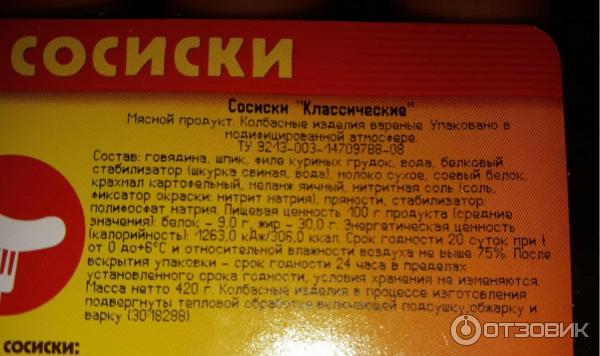 СОСИСКИ
Сосиски "Классические"
Мясной продукт. Колбасные изделия вареные. Упаковано в
модифицированной атмосфере.
ТУ 9213-003-14709788-08
Состав: говядина, шпик, филе куриных грудок, вода, белковый
стабилизатор (шкурка свиная, вода), молоко сухое, соевый белок,
крахмал картофельный, меланж яичный, нитритная соль (соль,
фиксатор окраски: нитрит натрия), пряности, стабилизатор:
полифосфат натрия. Пищевая ценность 100 г продукта (средние
значения): белок - 9,0 г, жир - 30,0 г. Энергетическая ценность
(калорийность): 1263,0 кДж/306,0 ккал. Срок годности 20 суток при t
от 0 до+6°С и относительной влажности воздуха не выше 75%. После
вскрытия упаковки - срок годности 24 часа в пределах
установленного срока годности, условия хранения не изменяются.
Масса нетто 420 г. Колбасные изделия в процессе изготовления
подвергнуты тепловой обработке,включающей подсушку,обжарку и
варку (3018288).
СОСИСКИ:
ОТЗОВИК